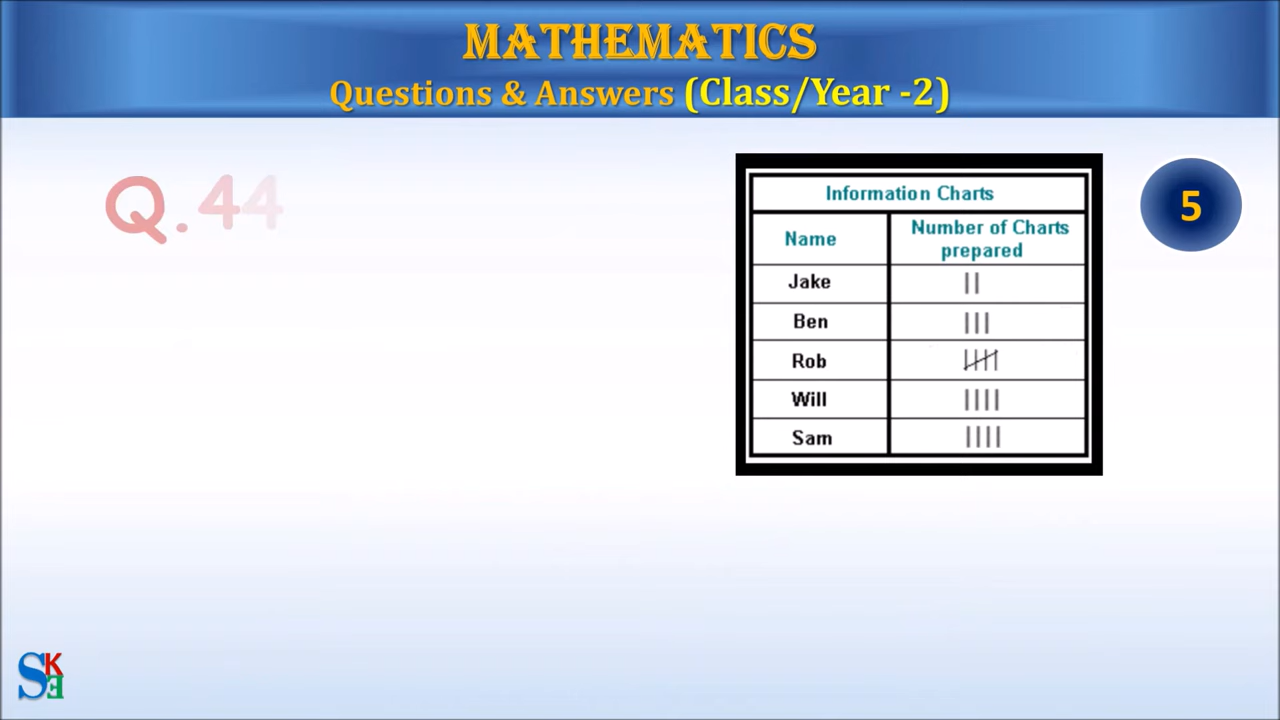 MATHEMATICS
Questions & Answers (Class/Year -2)
Q.44
5
Information Charts
Name
Number of Charts
prepared
Jake
||
Ben
|||
Rob
Will
||||
Sam
||||
SKE